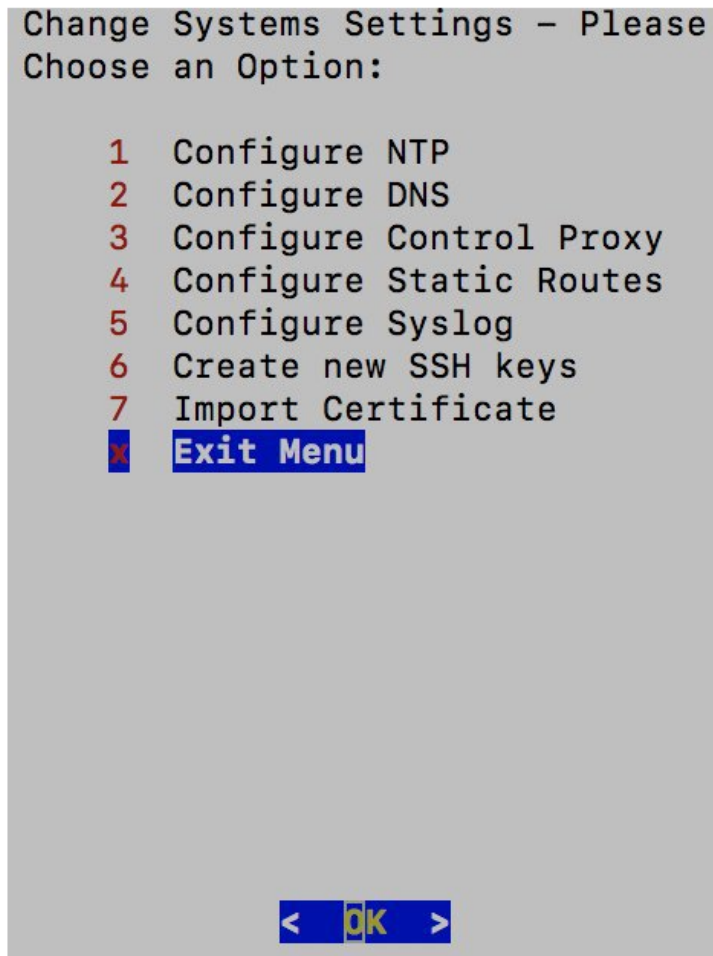 Change Systems Settings – Please
Choose an Option:
1 Configure NTP
2 Configure DNS
3 Configure Control Proxy
4 Configure Static Routes
5 Configure Syslog
6 Create new SSH keys
7 Import Certificate
x Exit Menu
< OK >